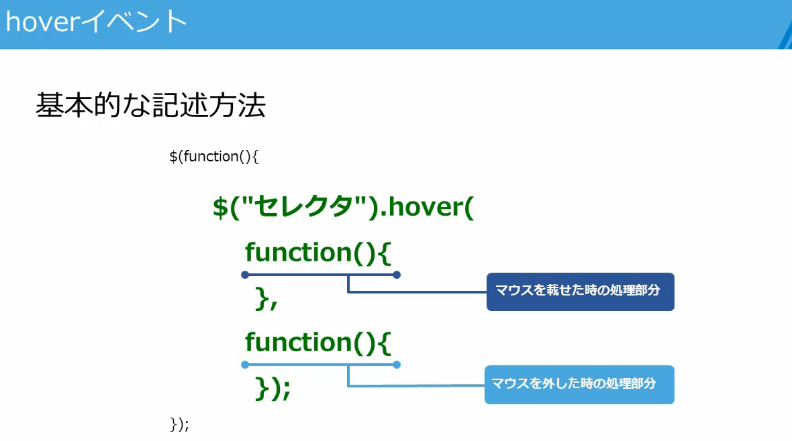 hoverイベント
基本的な記述方法
$(function(){
$("セレクタ").hover(
function(){
マウスを載せた時の処理部分
},
function(){
マウスを外した時の処理部分
});
});